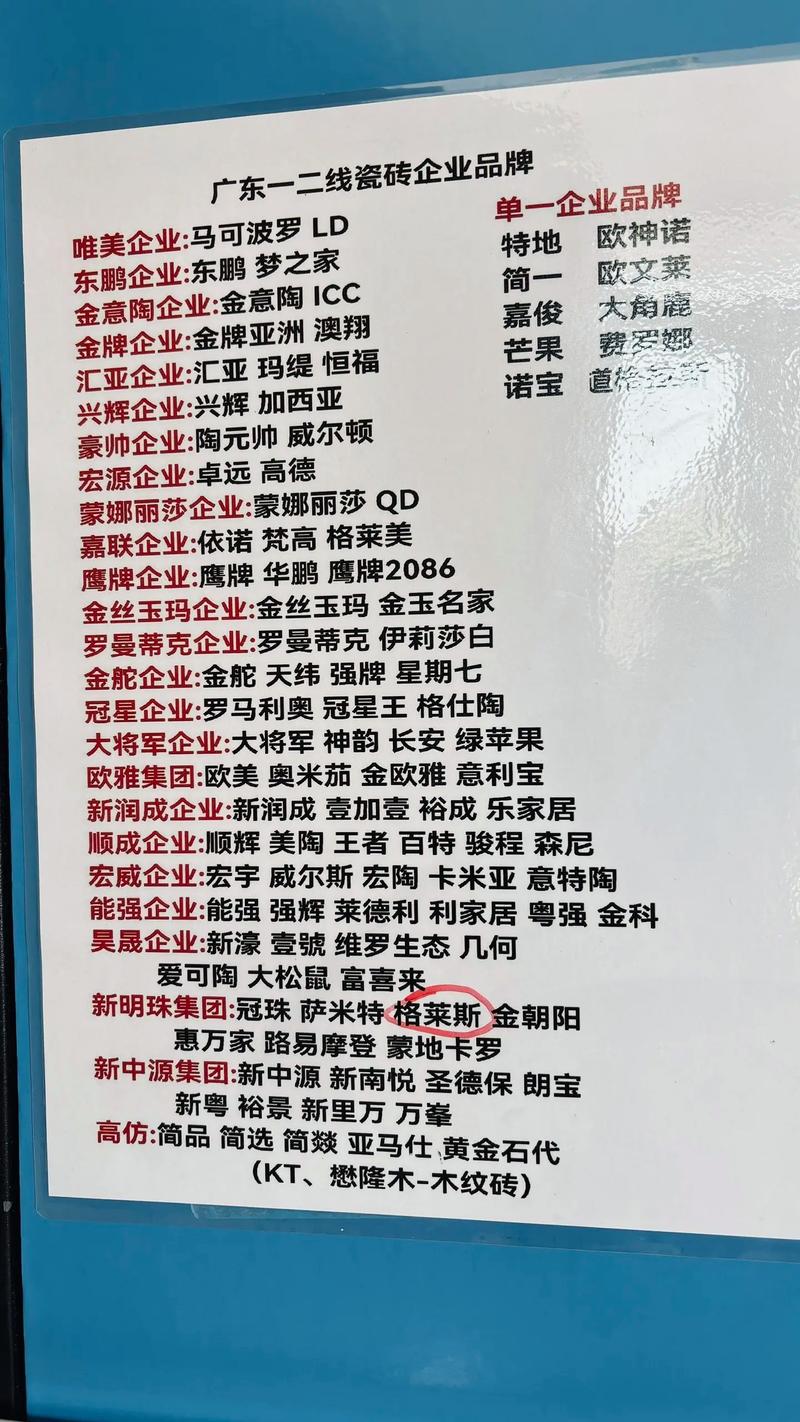 广东一二线瓷砖企业品牌
唯美企业:马可波罗 LD
东鹏企业:东鹏 梦之家
金意陶企业:金意陶 ICC
金牌企业:金牌亚洲 澳翔
汇亚企业:汇亚 玛缇 恒福
兴辉企业:兴辉 加西亚
豪帅企业:陶元帅 威尔顿
宏源企业:卓远 高德
蒙娜丽莎企业:蒙娜丽莎 QD
嘉联企业:依诺 梵高 格莱美
鹰牌企业:鹰牌 华鹏 鹰牌2086
金丝玉玛企业:金丝玉玛 金玉名家
罗曼蒂克企业:罗曼蒂克 伊莉莎白
金舵企业:金舵 天纬 强牌 星期七
冠星企业:罗马利奥 冠星王 格仕陶
大将军企业:大将军 神韵 长安 绿苹果
欧雅集团:欧美 奥米茄 金欧雅 意利宝
新润成企业:新润成 壹加壹 裕成 乐家居
顺成企业:顺辉 美陶 王者 百特 骏程 森尼
宏威企业:宏宇 威尔斯 宏陶 卡米亚 意特陶
能强企业:能强 强辉 莱德利 利家居 粤强 金科
昊晟企业:新濠 壹號 维罗生态 几何
爱可陶 大松鼠 富喜来
新明珠集团:冠珠 萨米特 格莱斯 金朝阳
惠万家 路易摩登 蒙地卡罗
新中源集团:新中源 新南悦 圣德保 朗宝
新粤 裕景 新里万 万峯
高仿:简品 简选 简燚 亚马仕 黄金石代
(KT、懋隆木-木纹砖)
单一企业品牌
特地 欧神诺
简一 欧文莱
嘉俊 大角鹿
芒果 费罗娜
诺宝